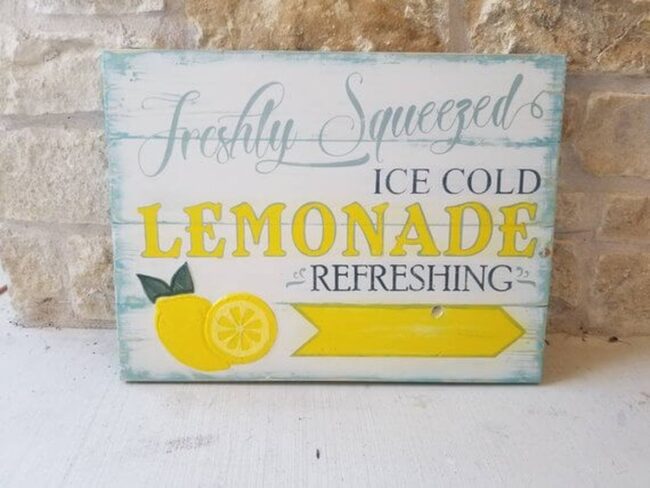 Freshly Squeezed
ICE COLD
LEMONADE
REFRESHING